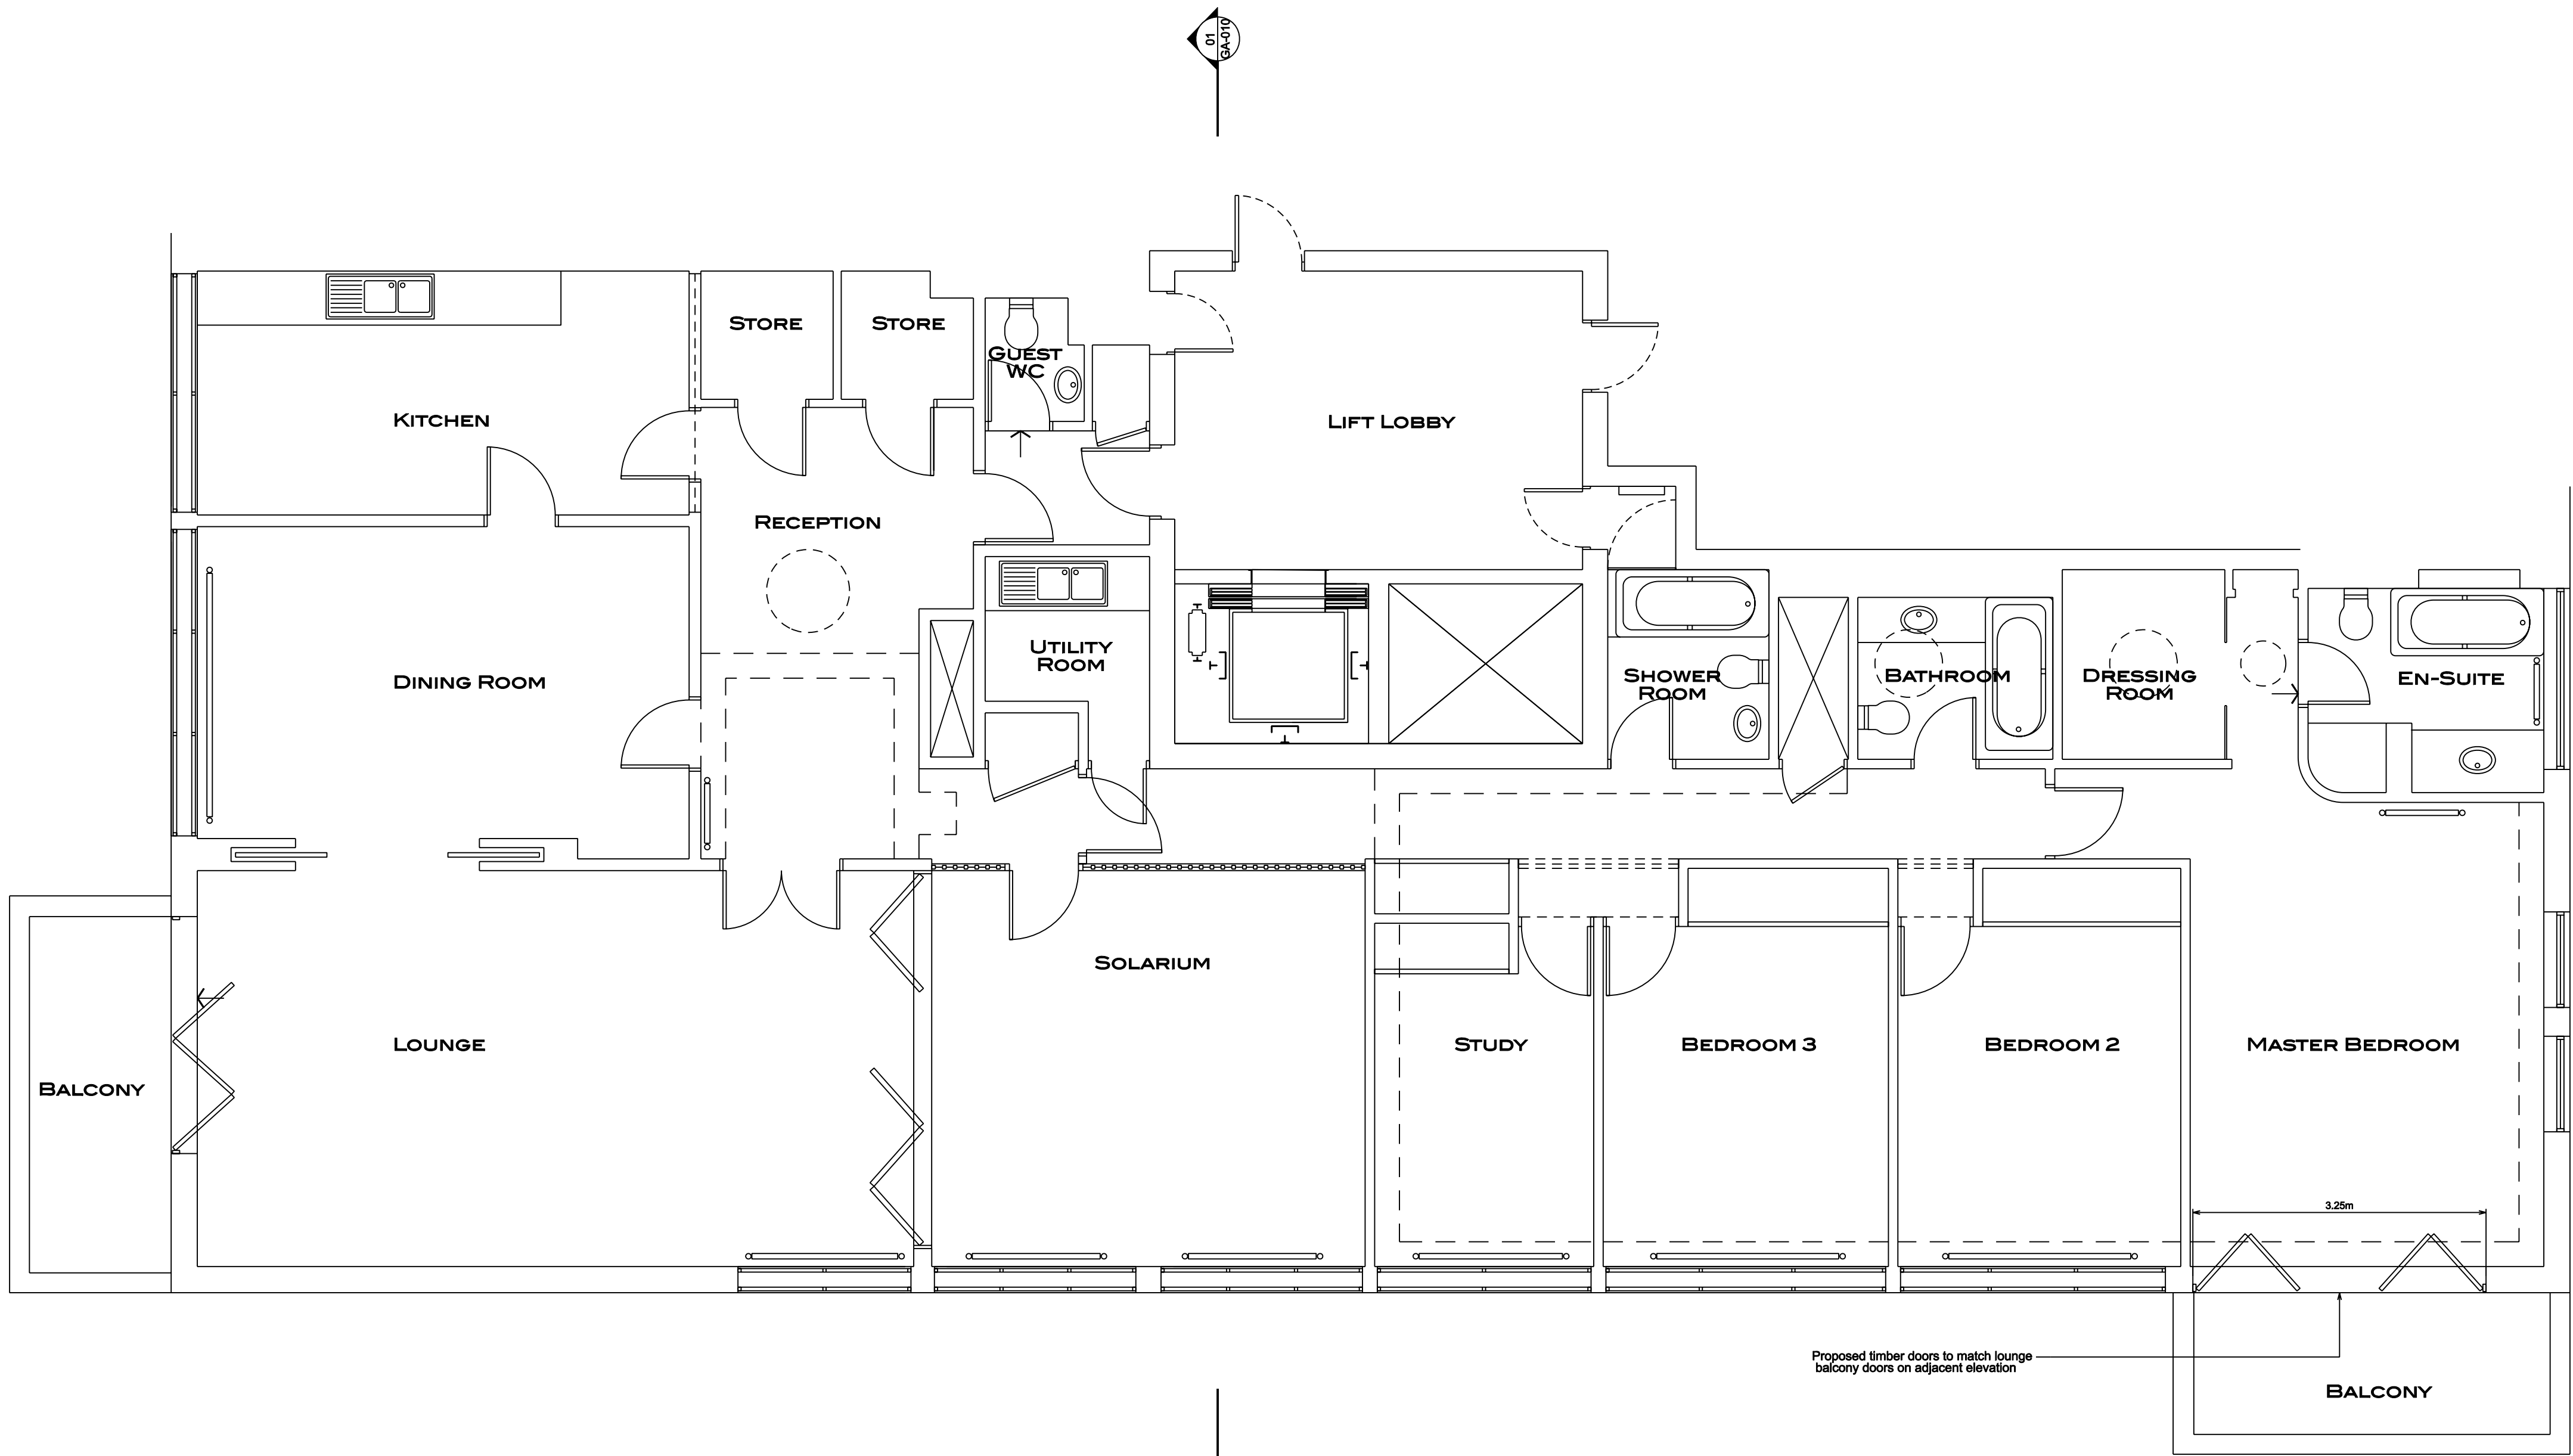 01
GA-010
STORE
STORE
GUEST
WC
KITCHEN
LIFT LOBBY
RECEPTION
UTILITY
ROOM
DINING ROOM
SHOWER
ROOM
BATHROOM
DRESSING
ROOM
EN-SUITE
SOLARIUM
LOUNGE
STUDY
BEDROOM 3
BEDROOM 2
MASTER BEDROOM
BALCONY
3.25m
Proposed timber doors to match lounge
balcony doors on adjacent elevation
BALCONY